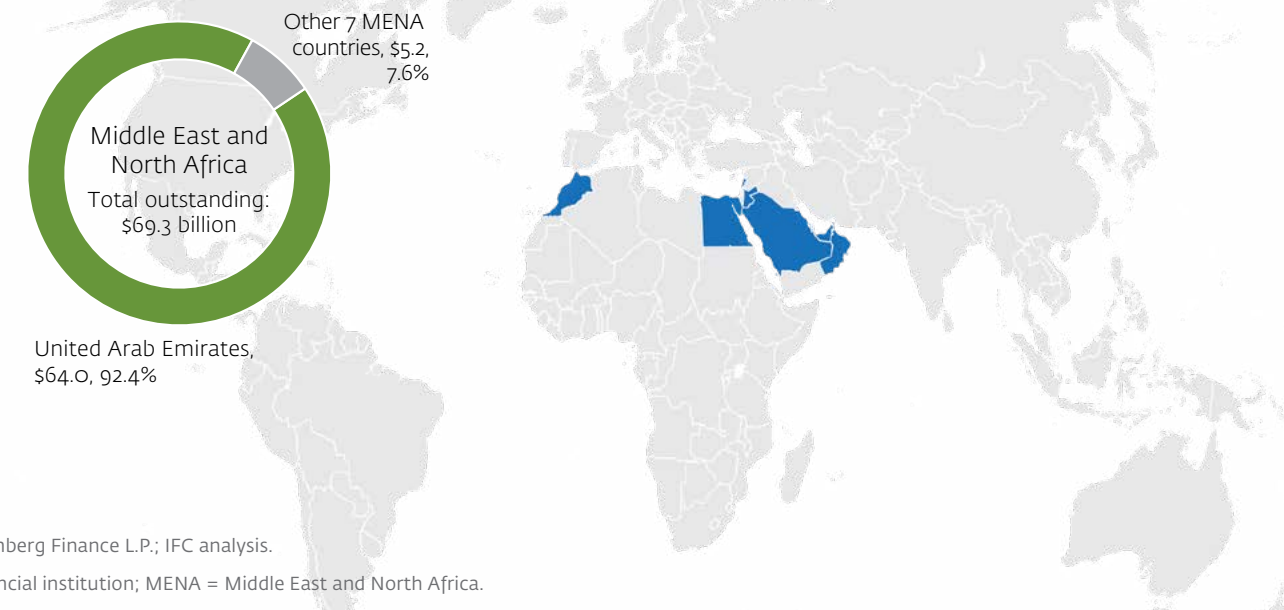 Other 7 MENA
countries, $5.2,
7.6%
Middle East and
North Africa
Total outstanding:
$69.3 billion
United Arab Emirates,
$64.0, 92.4%
Finance L.P.; IFC analysis.
institution; MENA = Middle East and North Africa.